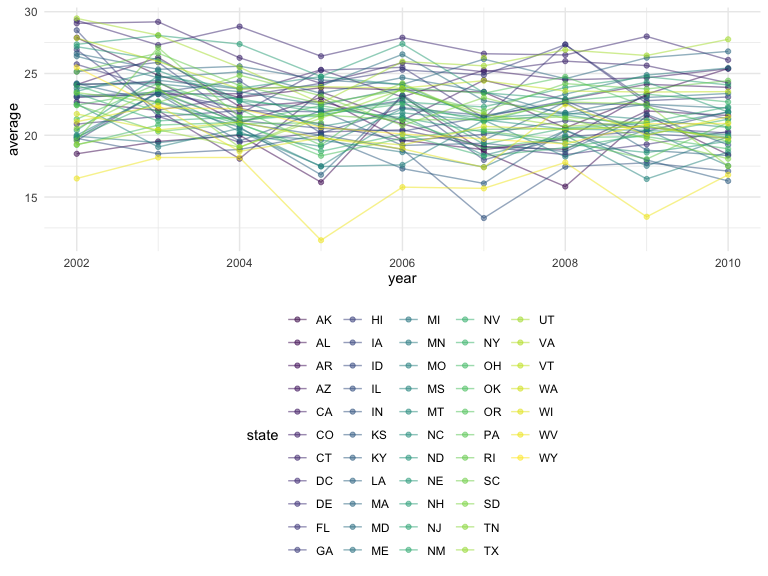 30
25
20
15
average
2002 2004 2006 2008 2010
year
AK HI MI NV UT
AL IA MN NY VA
AR ID MO OH VT
AZ IL MS OK WA
CA IN MT OR WI
state CO KS NC PA WV
CT KY ND RI WY
DC LA NE SC
DE MA NH SD
FL MD NJ TN
GA ME NM TX